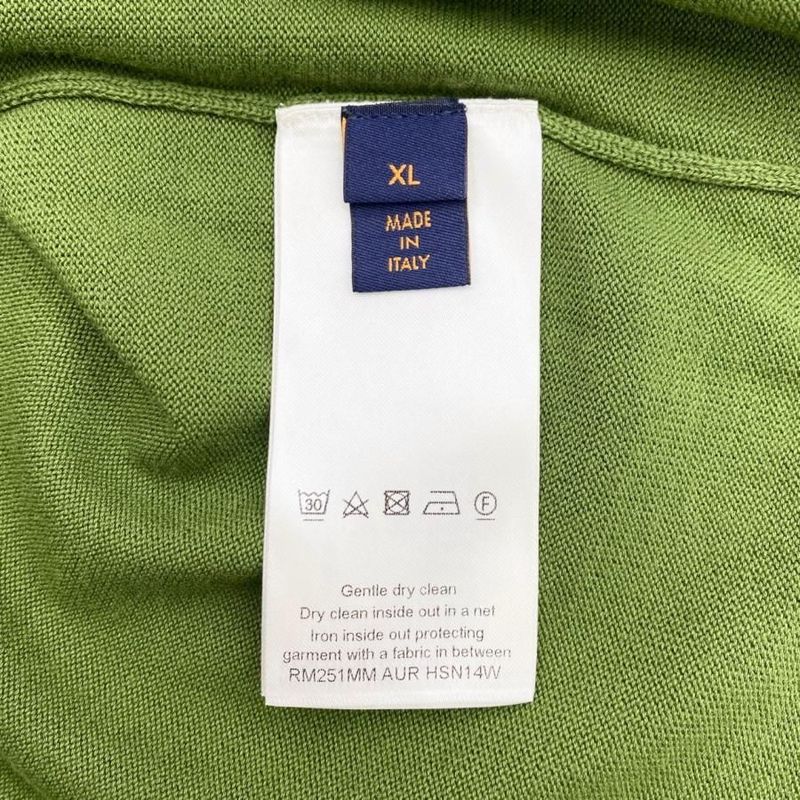 XL
MADE
IN
ITALY
30
F
Gentle dry clean
Dry clean inside out in a net
Iron inside out protecting
garment with a fabric in between
RM251MM AUR HSN14W